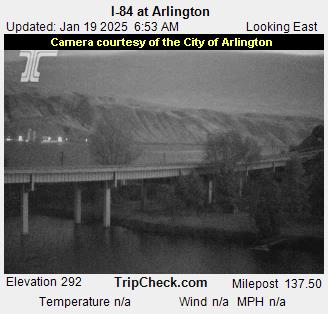 I-84 at Arlington
Updated: Jan 19 2025 6:53 AM Looking East
Camera courtesy of the City of Arlington
Elevation 292 TripCheck.com Milepost 137.50
Temperature n/a Wind n/a MPH n/a